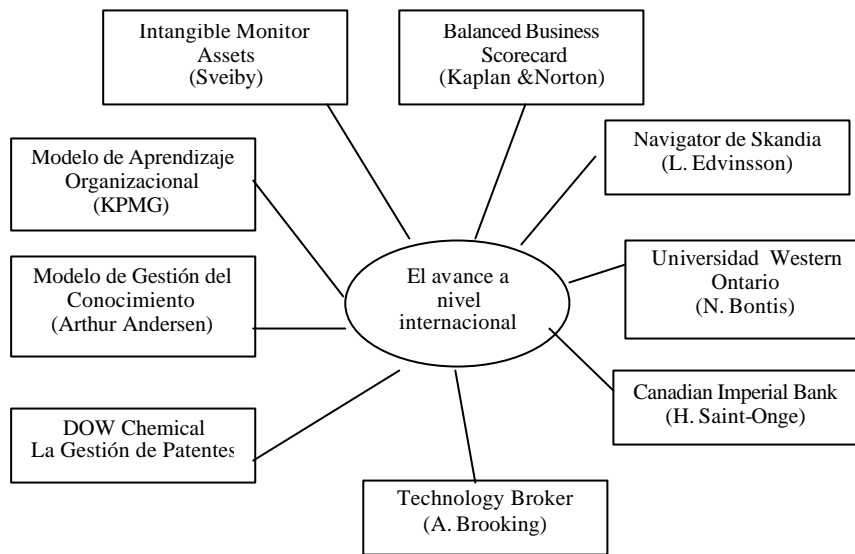 Intangible Monitor
Assets
(Sveiby)
Balanced Business
Scorecard
(Kaplan &Norton)
Navigator de Skandia
(L. Edvinsson)
Modelo de Aprendizaje
Organizacional
(KPMG)
Universidad Western
Ontario
(N. Bontis)
El avance a
nivel
internacional
Modelo de Gestión del
Conocimiento
(Arthur Andersen)
Canadian Imperial Bank
(H. Saint-Onge)
DOW Chemical
La Gestión de Patentes
Technology Broker
(A. Brooking)